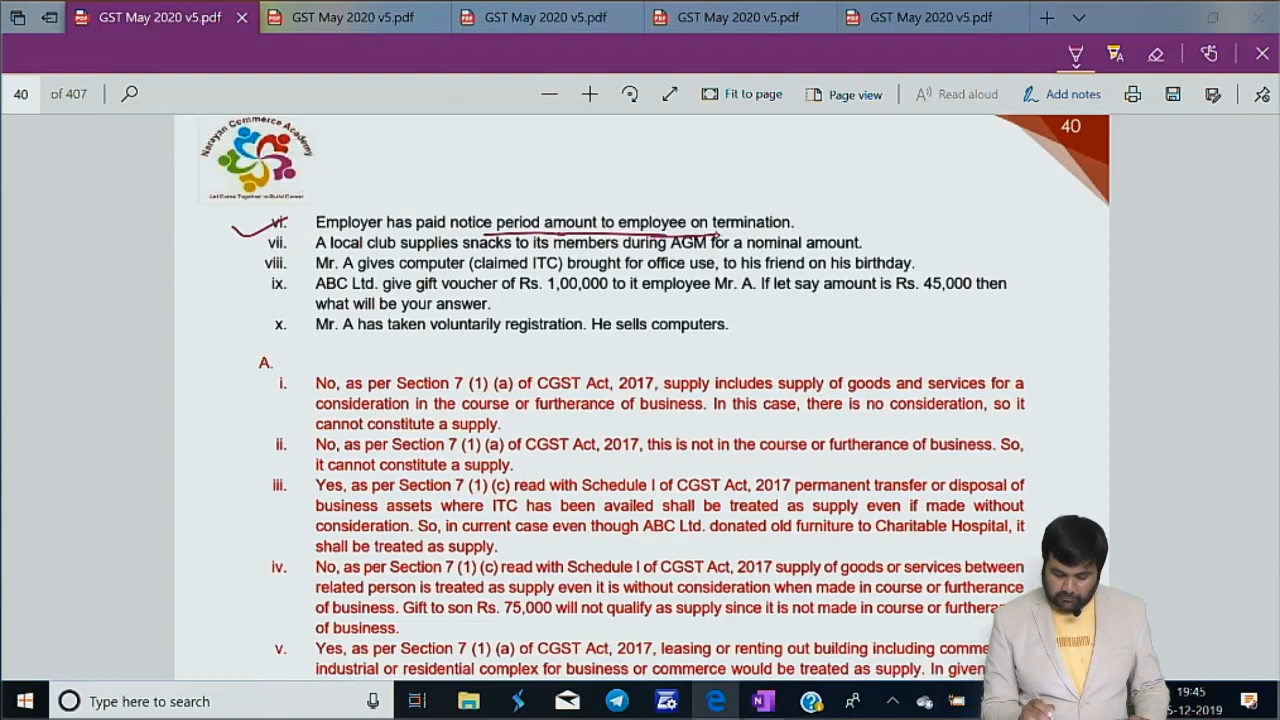 GST May 2020 v5.pdf
GST May 2020 v5.pdf
GST May 2020 v5.pdf
GST May 2020 v5.pdf
GST May 2020 v5.pdf
40 of 407
Fit to page
Page view
Read aloud
Add notes
Narayan Commerce Academy
Let Come Together to Build Career
40
vi. Employer has paid notice period amount to employee on termination.
vii. A local club supplies snacks to its members during AGM for a nominal amount.
viii. Mr. A gives computer (claimed ITC) brought for office use, to his friend on his birthday.
ix. ABC Ltd. give gift voucher of Rs. 1,00,000 to it employee Mr. A. If let say amount is Rs. 45,000 then
what will be your answer.
x. Mr. A has taken voluntarily registration. He sells computers.
A.
i. No, as per Section 7 (1) (a) of CGST Act, 2017, supply includes supply of goods and services for a
consideration in the course or furtherance of business. In this case, there is no consideration, so it
cannot constitute a supply.
ii. No, as per Section 7 (1) (a) of CGST Act, 2017, this is not in the course or furtherance of business. So,
it cannot constitute a supply.
iii. Yes, as per Section 7 (1) (c) read with Schedule I of CGST Act, 2017 permanent transfer or disposal of
business assets where ITC has been availed shall be treated as supply even if made without
consideration. So, in current case even though ABC Ltd. donated old furniture to Charitable Hospital, it
shall be treated as supply.
iv. No, as per Section 7 (1) (c) read with Schedule I of CGST Act, 2017 supply of goods or services between
related person is treated as supply even it is without consideration when made in course or furtherance
of business. Gift to son Rs. 75,000 will not qualify as supply since it is not made in course or furthera
of business.
v. Yes, as per Section 7 (1) (a) of CGST Act, 2017, leasing or renting out building including comme
industrial or residential complex for business or commerce would be treated as supply. In given
Type here to search
19:45
5-12-2019